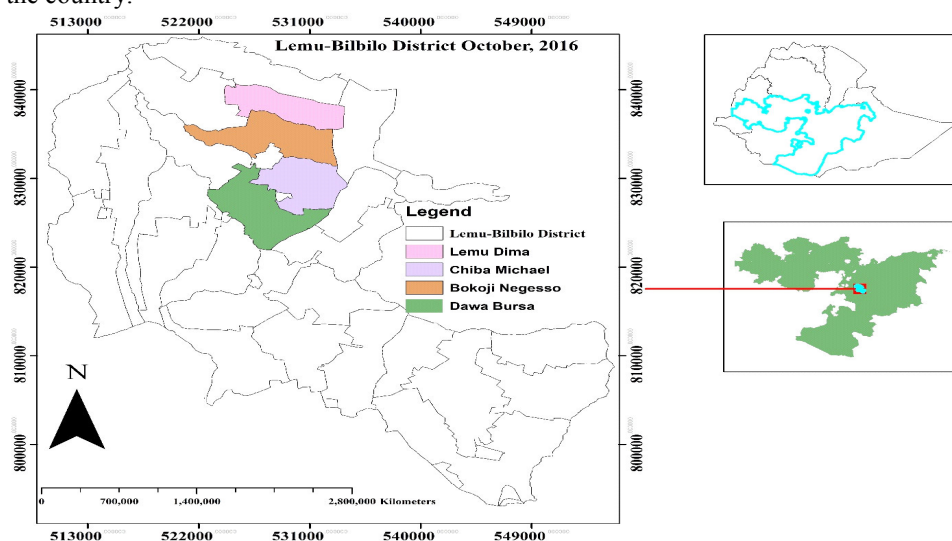 the country.
513000 522000 531000 540000 549000
Lemu-Bilbilo District October, 2016
840000 840000
830000 830000
Legend
Lemu-Bilbilo District
Lemu Dima
Chiba Michael
Bokoji Negesso
Dawa Bursa
820000 820000
810000 810000
N
800000 800000
0 700,000 1,400,000 2,800,000 Kilometers
513000 522000 531000 540000 549000